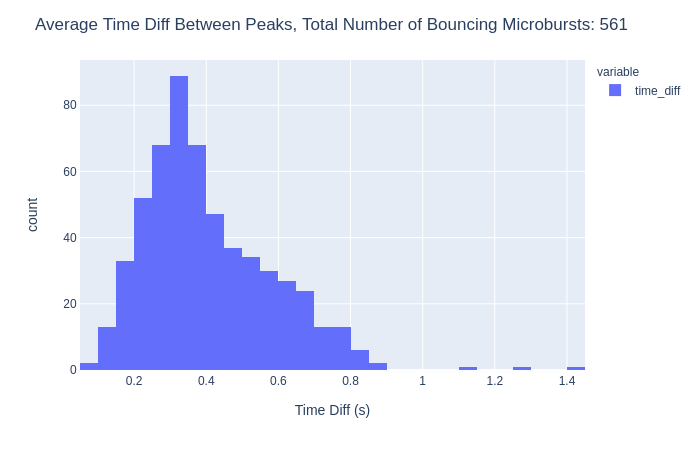 Average Time Diff Between Peaks, Total Number of Bouncing Microbursts: 561
variable
time_diff
80
60
40
20
0
count
0.2 0.4 0.6 0.8 1 1.2 1.4
Time Diff (s)